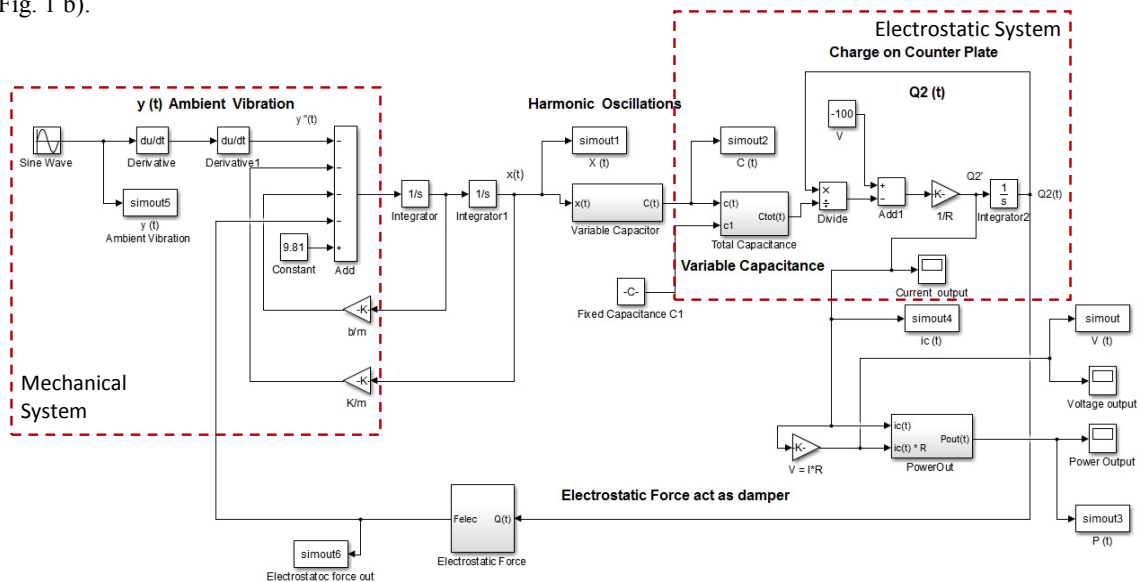 Fig. 1 b).
Electrostatic System
Charge on Counter Plate
y (t) Ambient Vibration
Harmonic Oscillations
Q2 (t)
y"(t)
-100
V
simout1
X (t)
simout2
C (t)
Sine Wave
du/dt
Derivative
du/dt
Derivative1
−
−
−
−
+
Add
simout5
y (t)
Ambient Vibration
9.81
Constant
1/s
Integrator
1/s
Integrator1
x(t)
x(t)
C(t)
Variable Capacitor
c(t)
c1
Ctot(t)
Total Capacitance
×
÷
Divide
+
−
Add1
-K-
1/R
Q2'
1
s
Integrator2
Q2(t)
Variable Capacitance
-C-
Fixed Capacitance C1
Current output
simout4
ic (t)
simout
V (t)
Voltage output
-K-
b/m
-K-
K/m
Mechanical
System
-K-
V = I*R
ic(t)
ic(t) * R
Pout(t)
PowerOut
Power Output
simout3
P (t)
Electrostatic Force act as damper
Felec
Q(t)
Electrostatic Force
simout6
Electrostatoc force out